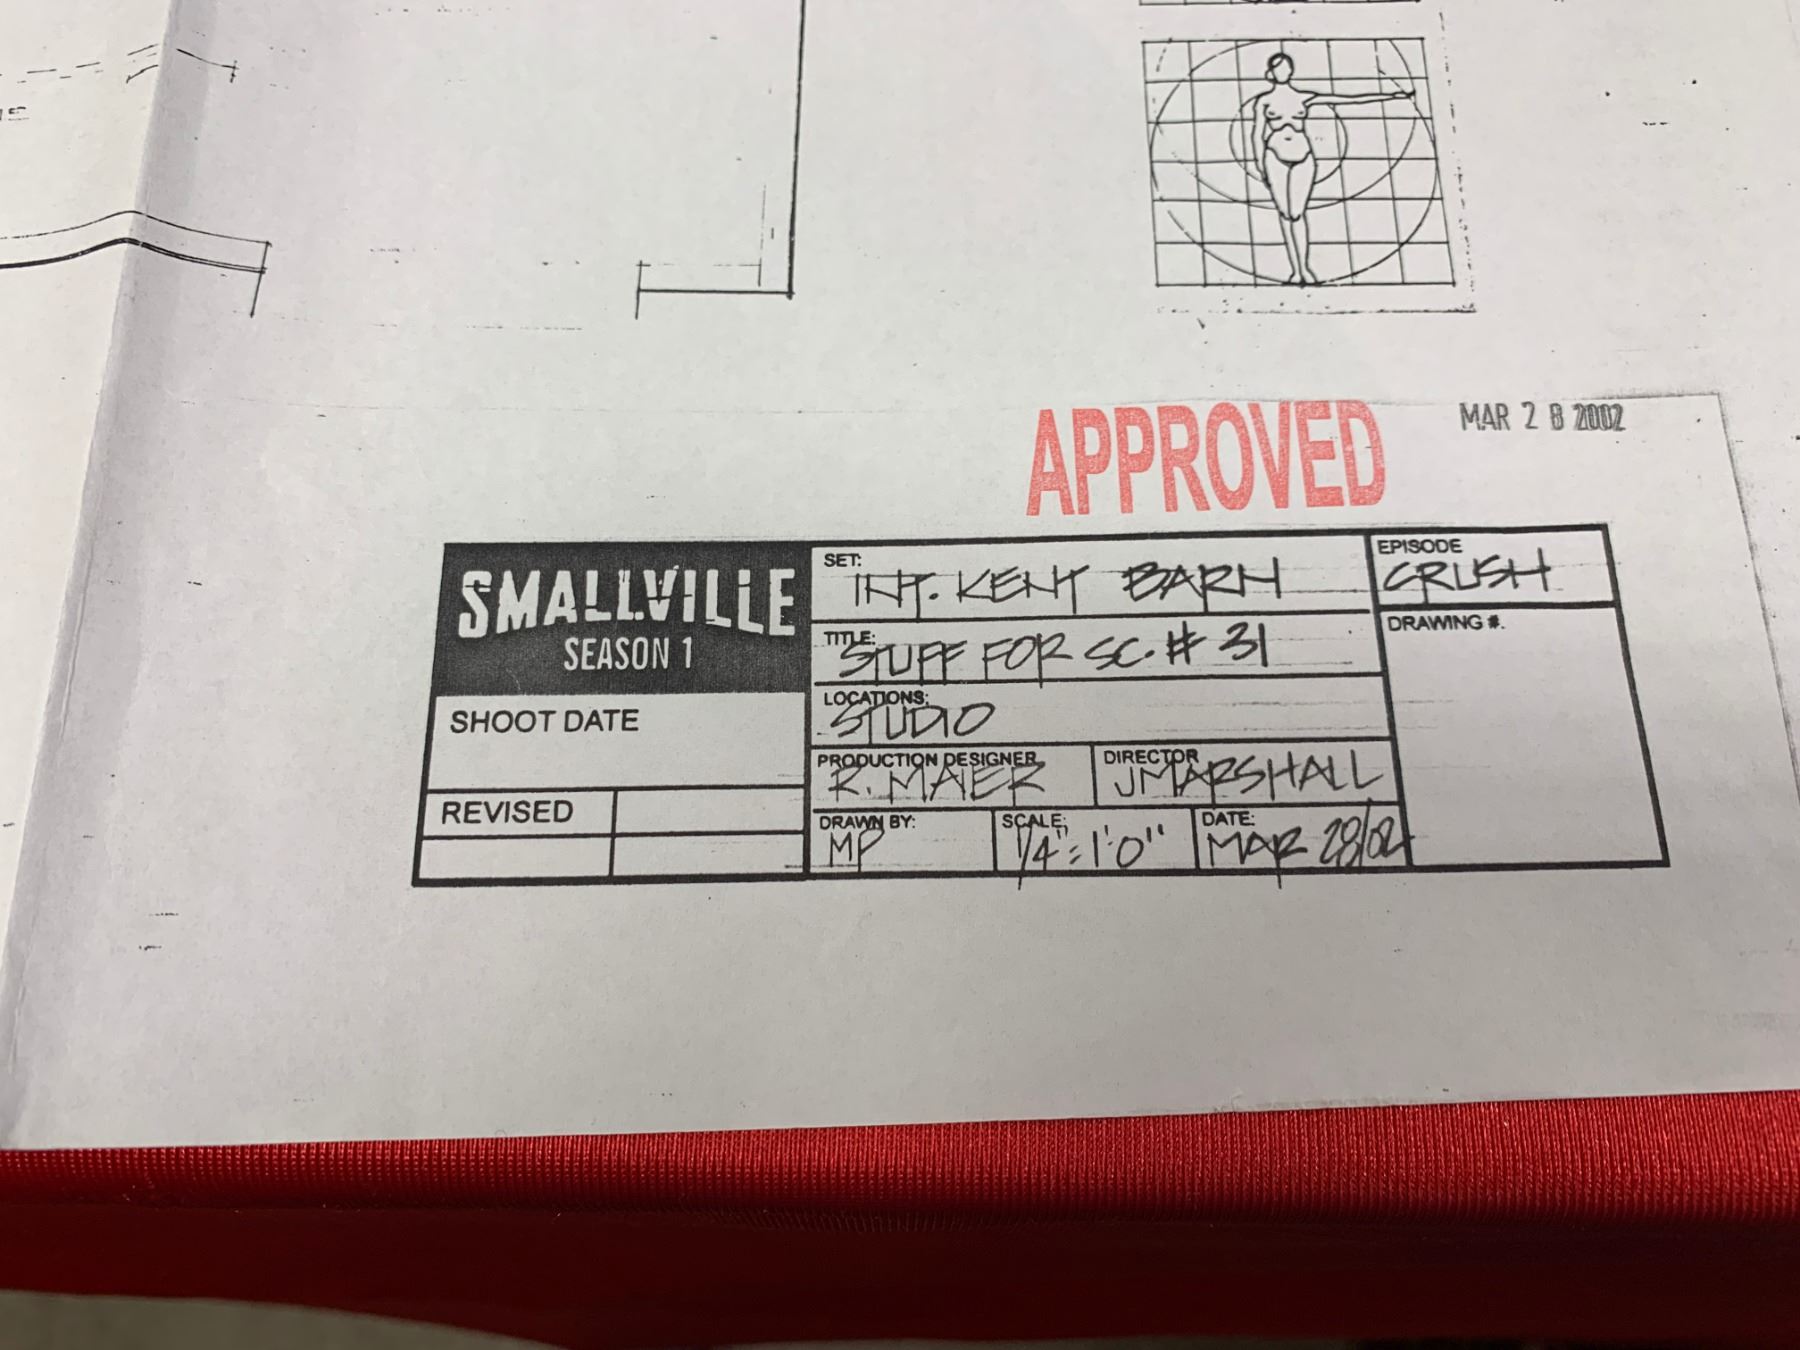 APPROVED
MAR 28 2002
SMALLVILLE
SEASON 1
SHOOT DATE
REVISED
SET:
INT. KENT BARN
TITLE:
STUFF FOR SC. # 31
LOCATIONS:
STUDIO
PRODUCTION DESIGNER
R. MAIER
DIRECTOR
J MARSHALL
DRAWN BY:
MP
SCALE:
1/4" = 1'0"
DATE:
MAR 28/02
EPISODE
CRUSH
DRAWING #.